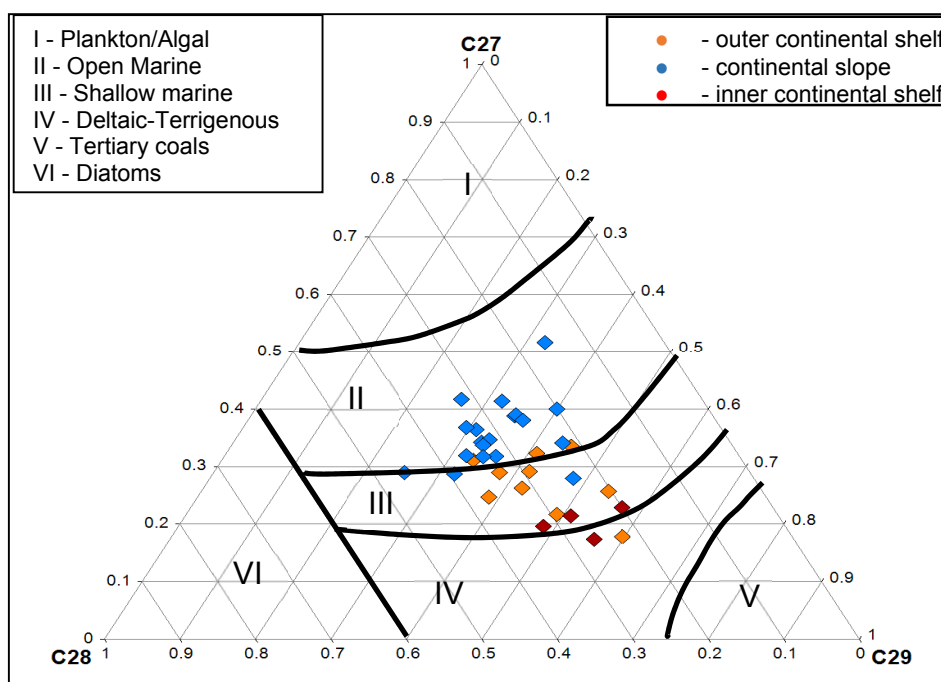 I - Plankton/Algal
II - Open Marine
III - Shallow marine
IV - Deltaic-Terrigenous
V - Tertiary coals
VI - Diatoms
- outer continental shelf
- continental slope
- inner continental shelf
C27
1 0
0.9 0.1
0.8 I 0.2
0.7 0.3
0.6 0.4
0.5 0.5
0.4 II 0.6
0.3 III 0.7
0.2 0.8
0.1 VI IV V 0.9
0 1
C28 1 0.9 0.8 0.7 0.6 0.5 0.4 0.3 0.2 0.1 0 C29